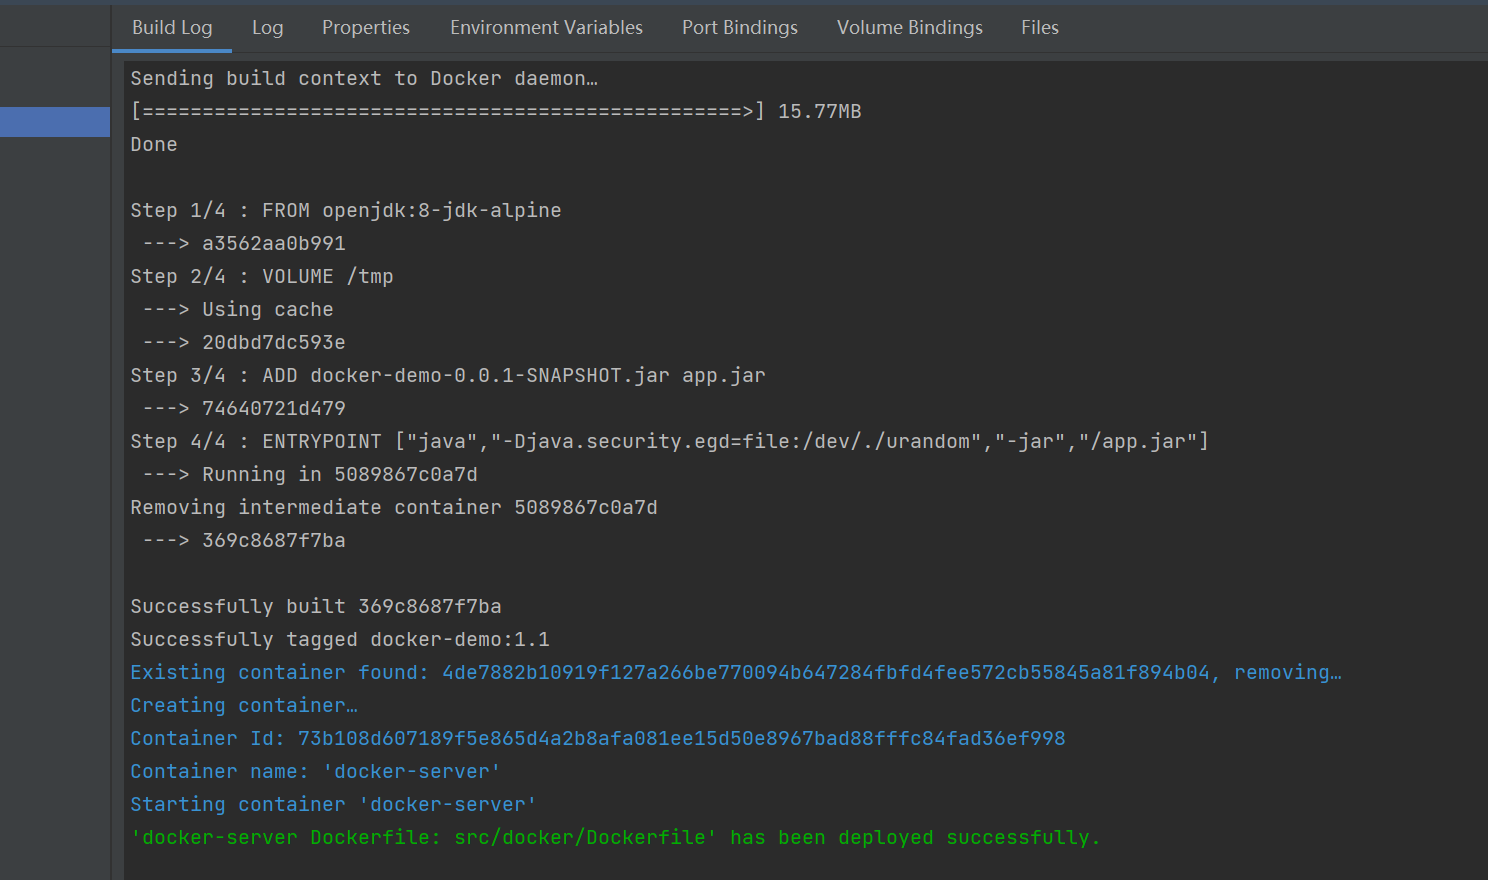 Build Log Log Properties Environment Variables Port Bindings Volume Bindings Files
Sending build context to Docker daemon…
[==================================================>] 15.77MB
Done
Step 1/4 : FROM openjdk:8-jdk-alpine
---> a3562aa0b991
Step 2/4 : VOLUME /tmp
---> Using cache
---> 20dbd7dc593e
Step 3/4 : ADD docker-demo-0.0.1-SNAPSHOT.jar app.jar
---> 74640721d479
Step 4/4 : ENTRYPOINT ["java","-Djava.security.egd=file:/dev/./urandom","-jar","/app.jar"]
---> Running in 5089867c0a7d
Removing intermediate container 5089867c0a7d
---> 369c8687f7ba
Successfully built 369c8687f7ba
Successfully tagged docker-demo:1.1
Existing container found: 4de7882b10919f127a266be770094b647284fbfd4fee572cb55845a81f894b04, removing…
Creating container…
Container Id: 73b108d607189f5e865d4a2b8afa081ee15d50e8967bad88fffc84fad36ef998
Container name: 'docker-server'
Starting container 'docker-server'
'docker-server Dockerfile: src/docker/Dockerfile' has been deployed successfully.